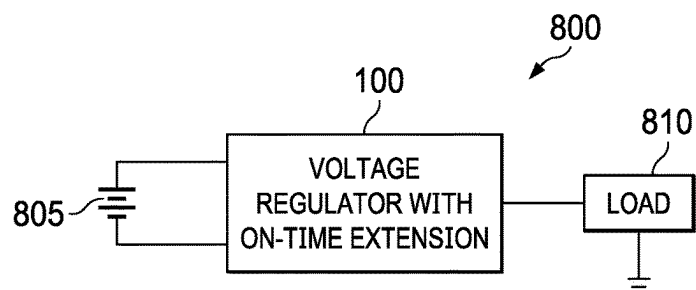 800
100
810
805
VOLTAGE
REGULATOR WITH
ON-TIME EXTENSION
LOAD